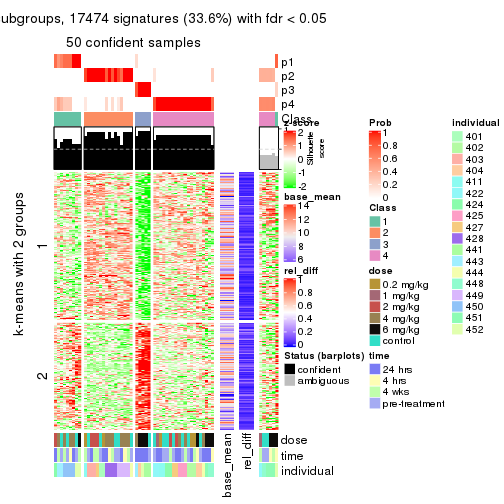 subgroups, 17474 signatures (33.6%) with fdr < 0.05
50 confident samples
p1
p2
p3
p4
Class
k-means with 2 groups
1
2
dose
time
individual
base_mean
rel_diff
z-score
2
1
0
-1
-2
Silhouette
score
base_mean
14
12
10
8
6
rel_diff
1
0.8
0.6
0.4
0.2
0
Status (barplots)
confident
ambiguous
Prob
1
0.8
0.6
0.4
0.2
0
Class
1
2
3
4
dose
0.2 mg/kg
1 mg/kg
2 mg/kg
4 mg/kg
6 mg/kg
control
time
24 hrs
4 hrs
4 wks
pre-treatment
individual
401
402
403
404
411
422
424
425
427
428
441
443
444
448
449
450
451
452